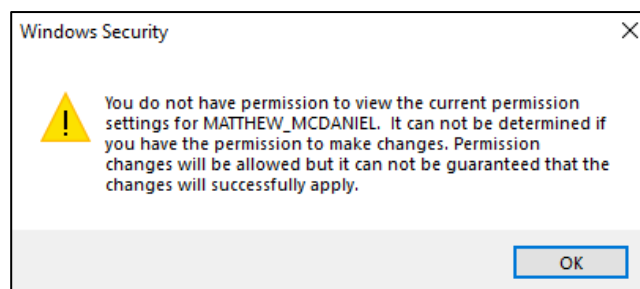 Windows Security
You do not have permission to view the current permission
settings for MATTHEW_MCDANIEL.  It can not be determined if
you have the permission to make changes. Permission
changes will be allowed but it can not be guaranteed that the
changes will successfully apply.
OK